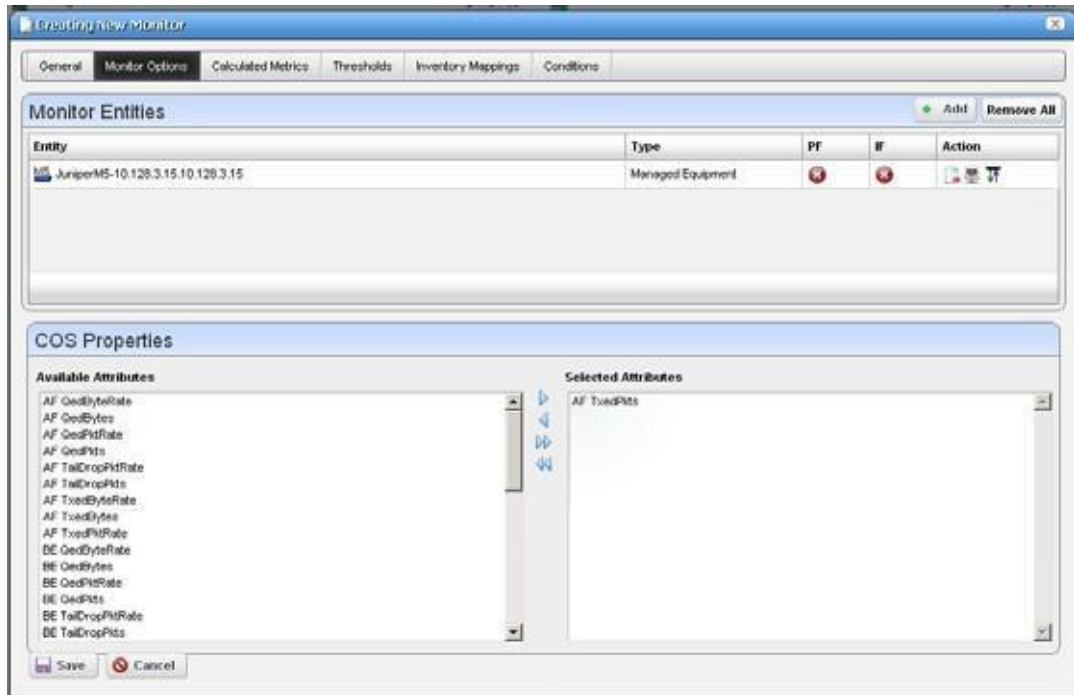 Creating New Monitor
General Monitor Options Calculated Metrics Thresholds Inventory Mappings Conditions
Monitor Entities
Add Remove All
Entity Type PF IF Action
M5 JuniperM5-10.128.3.15.10.128.3.15 Managed Equipment
COS Properties
Available Attributes
Selected Attributes
AF QedByteRate
AF QedBytes
AF QedPktRate
AF QedPkts
AF TailDropPktRate
AF TailDropPkts
AF TxedByteRate
AF TxedBytes
AF TxedPktRate
BE QedByteRate
BE QedBytes
BE QedPktRate
BE QedPkts
BE TailDropPktRate
BE TailDropPkts
AF TxedPkts
Save Cancel